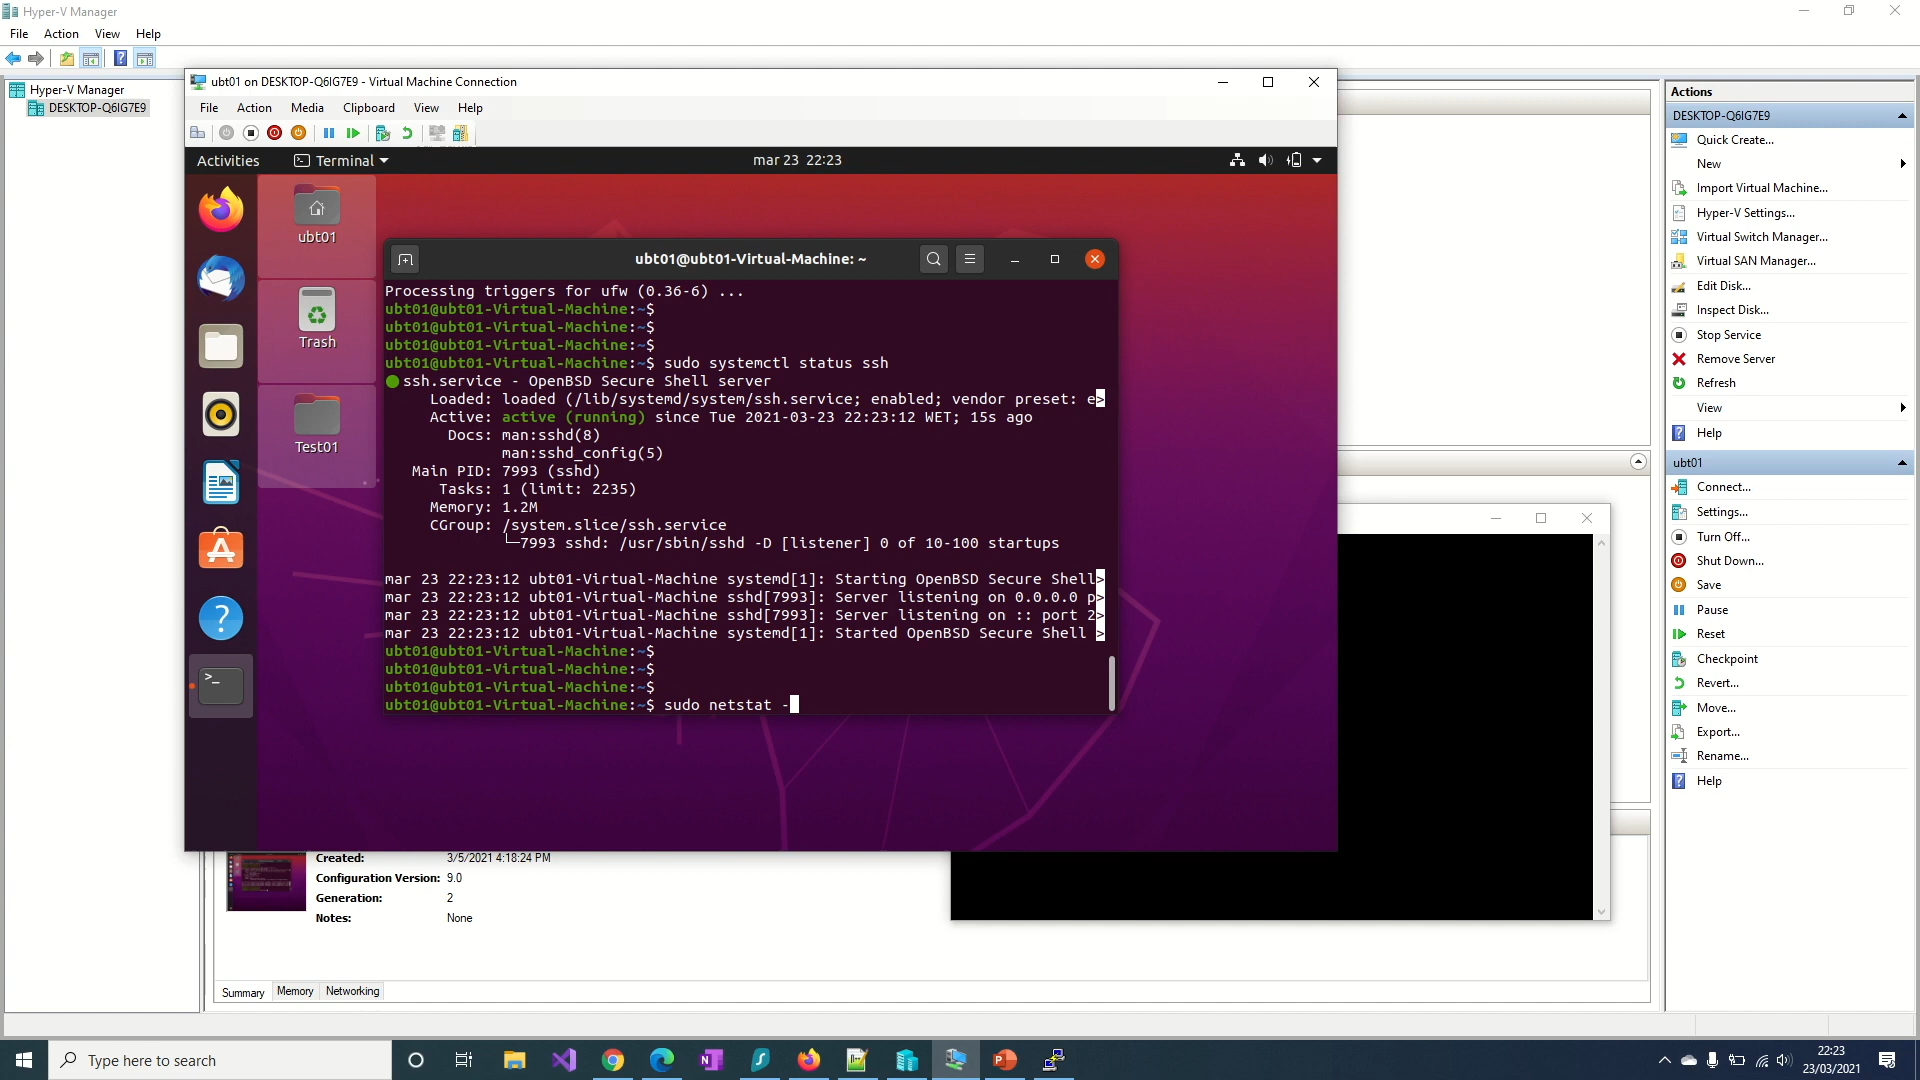 Hyper-V Manager
File Action View Help
Hyper-V Manager
DESKTOP-Q6IG7E9
ubt01 on DESKTOP-Q6IG7E9 - Virtual Machine Connection
File Action Media Clipboard View Help
Activities
Terminal
mar 23 22:23
ubt01
Trash
Test01
ubt01@ubt01-Virtual-Machine: ~
Processing triggers for ufw (0.36-6) ...
ubt01@ubt01-Virtual-Machine:~$
ubt01@ubt01-Virtual-Machine:~$
ubt01@ubt01-Virtual-Machine:~$
ubt01@ubt01-Virtual-Machine:~$ sudo systemctl status ssh
ssh.service - OpenBSD Secure Shell server
Loaded: loaded (/lib/systemd/system/ssh.service; enabled; vendor preset: e>
Active: active (running) since Tue 2021-03-23 22:23:12 WET; 15s ago
Docs: man:sshd(8)
man:sshd_config(5)
Main PID: 7993 (sshd)
Tasks: 1 (limit: 2235)
Memory: 1.2M
CGroup: /system.slice/ssh.service
└─7993 sshd: /usr/sbin/sshd -D [listener] 0 of 10-100 startups
mar 23 22:23:12 ubt01-Virtual-Machine systemd[1]: Starting OpenBSD Secure Shell>
mar 23 22:23:12 ubt01-Virtual-Machine sshd[7993]: Server listening on 0.0.0.0 p>
mar 23 22:23:12 ubt01-Virtual-Machine sshd[7993]: Server listening on :: port 2>
mar 23 22:23:12 ubt01-Virtual-Machine systemd[1]: Started OpenBSD Secure Shell >
ubt01@ubt01-Virtual-Machine:~$
ubt01@ubt01-Virtual-Machine:~$
ubt01@ubt01-Virtual-Machine:~$
ubt01@ubt01-Virtual-Machine:~$ sudo netstat -
Created: 3/5/2021 4:18:24 PM
Configuration Version: 9.0
Generation: 2
Notes: None
Summary Memory Networking
Actions
DESKTOP-Q6IG7E9
Quick Create...
New
Import Virtual Machine...
Hyper-V Settings...
Virtual Switch Manager...
Virtual SAN Manager...
Edit Disk...
Inspect Disk...
Stop Service
Remove Server
Refresh
View
Help
ubt01
Connect...
Settings...
Turn Off...
Shut Down...
Save
Pause
Reset
Checkpoint
Revert...
Move...
Export...
Rename...
Help
Type here to search
22:23
23/03/2021